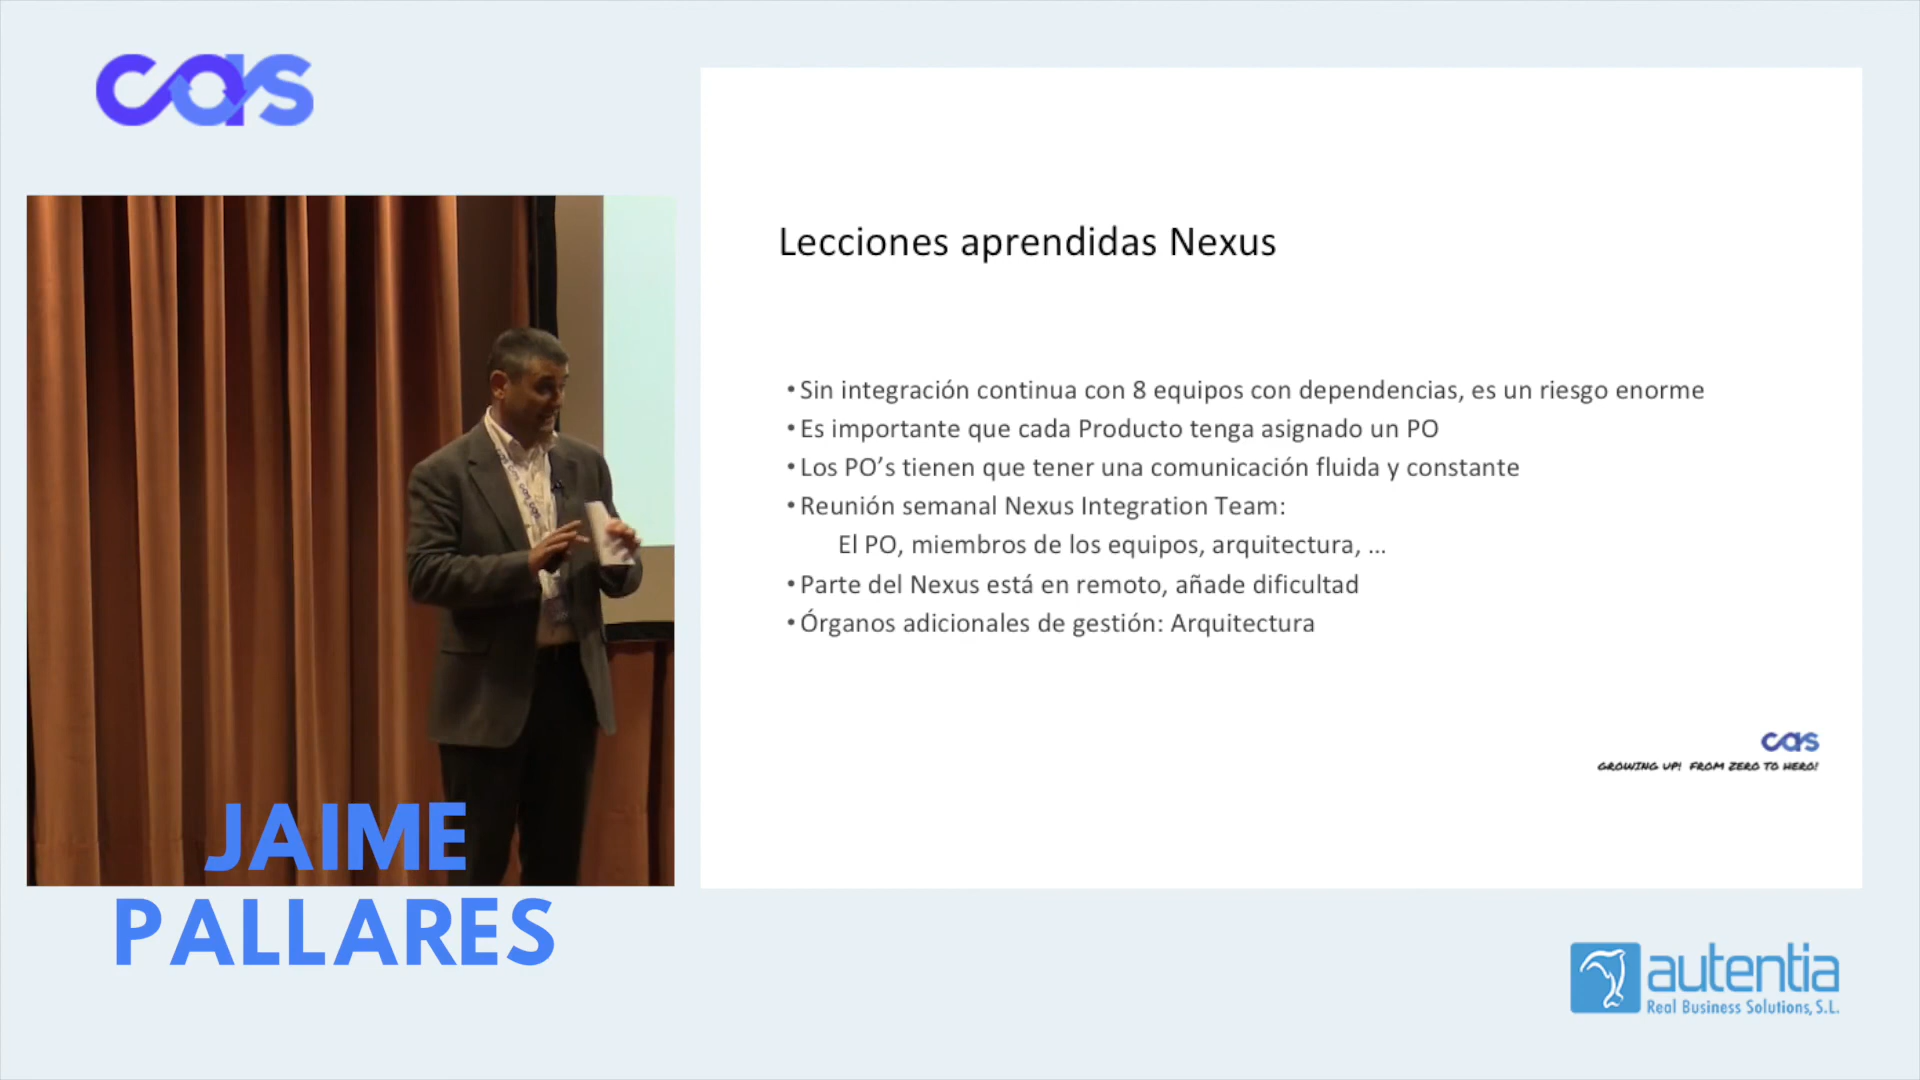 cas
JAIME
PALLARES
Lecciones aprendidas Nexus
• Sin integración continua con 8 equipos con dependencias, es un riesgo enorme
• Es importante que cada Producto tenga asignado un PO
• Los PO’s tienen que tener una comunicación fluida y constante
• Reunión semanal Nexus Integration Team:
El PO, miembros de los equipos, arquitectura, ...
• Parte del Nexus está en remoto, añade dificultad
• Órganos adicionales de gestión: Arquitectura
cas
GROWING UP! FROM ZERO TO HERO!
autentia
Real Business Solutions, S.L.